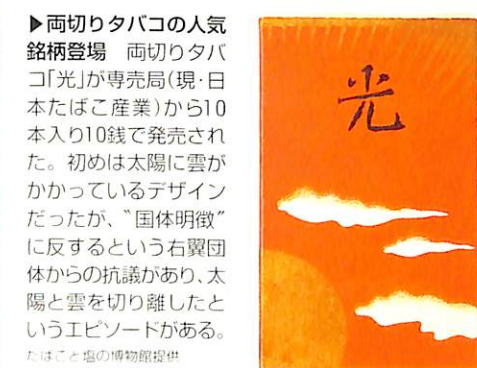 ▶両切りタバコの人気
銘柄登場　両切りタバ
コ「光」が専売局(現・日
本たばこ産業)から10
本入り10銭で発売され
た。初めは太陽に雲が
かかっているデザイン
だったが、〝国体明徴〟
に反するという右翼団
体からの抗議があり、太
陽と雲を切り離したと
いうエピソードがある。
たばこと塩の博物館提供
光